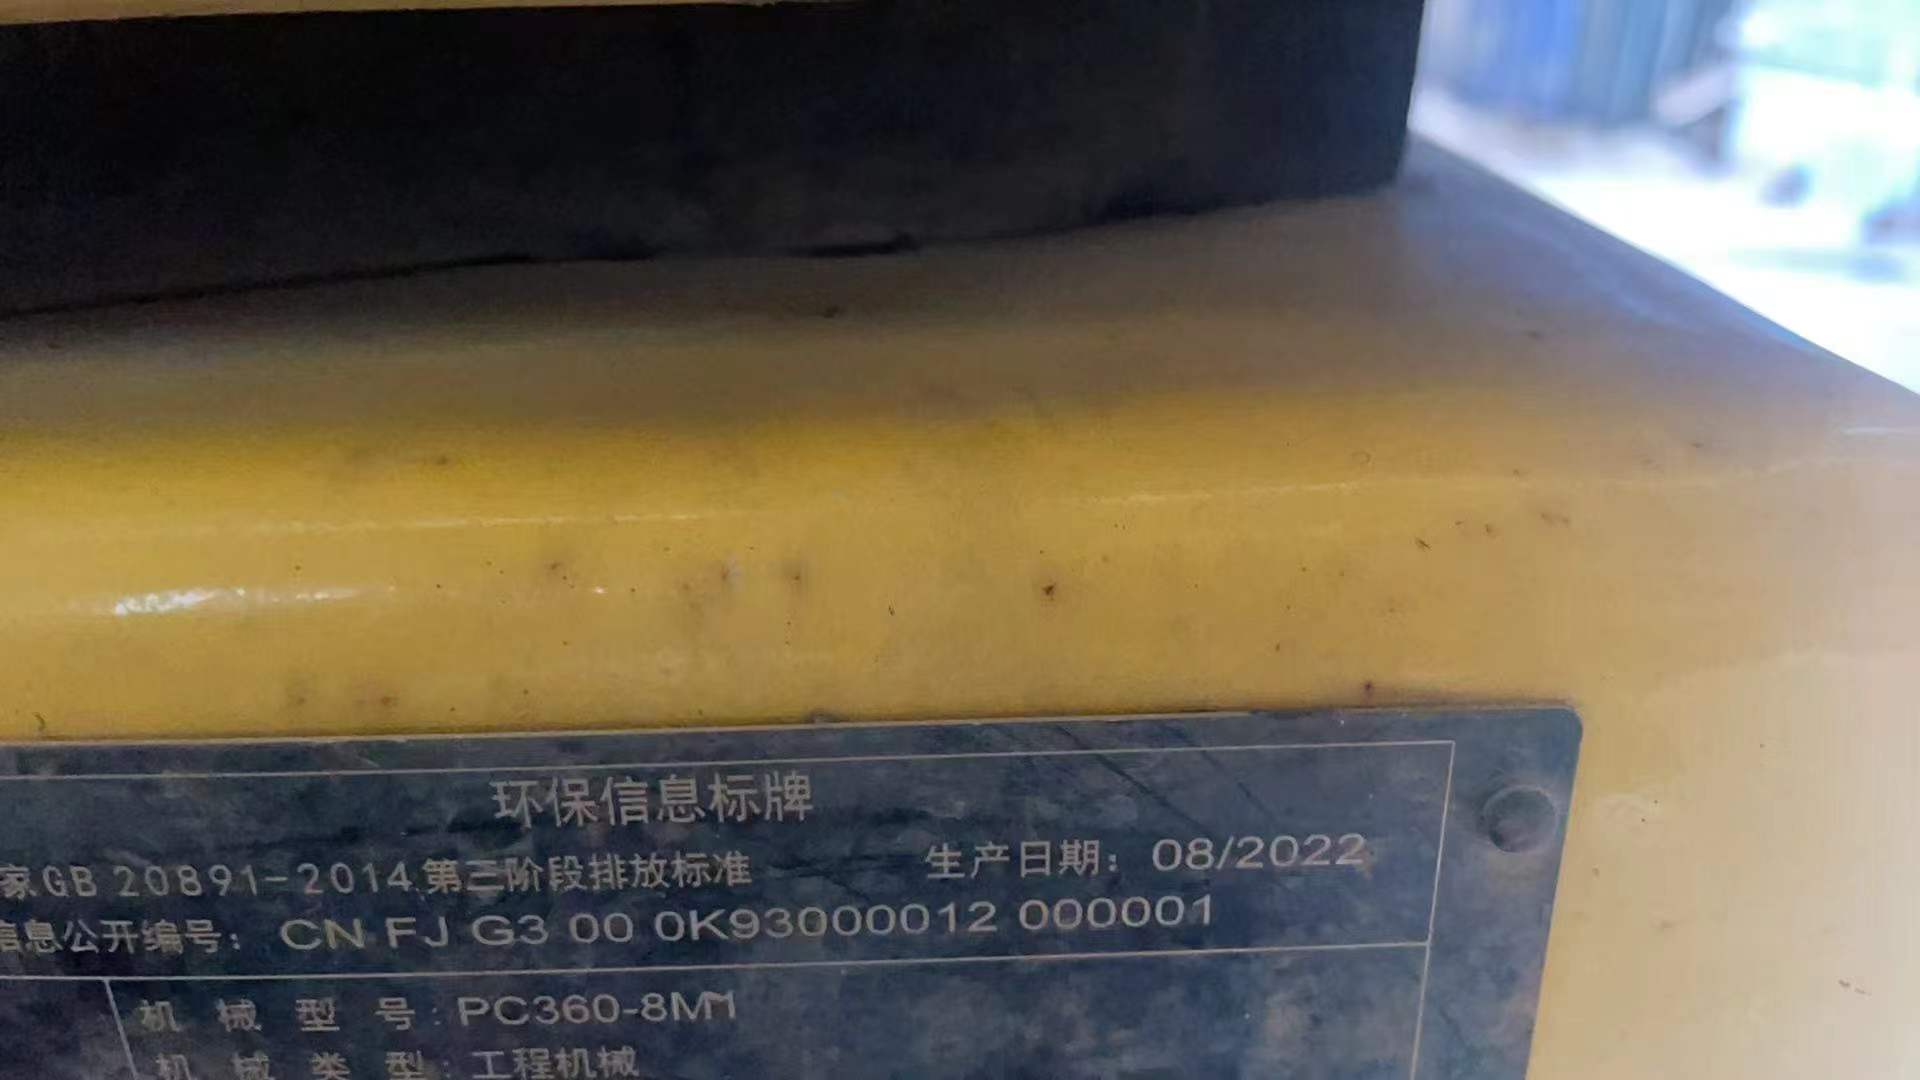 环保信息标牌
家GB 20891-2014第三阶段排放标准 生产日期: 08/2022
信息公开编号: CN FJ G3 00 0K93000012 000001
机械型号: PC360-8M1
机械类型: 工程机械